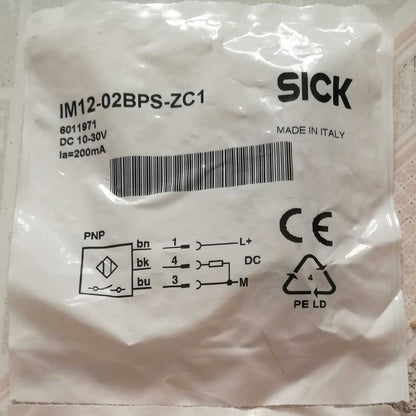 IM12-02BPS-ZC1
6011971
DC 10-30V
Ia=200mA
SICK
MADE IN ITALY
PNP
bn 1 L+
bk 4 DC
bu 3 M
CE
4
PE LD